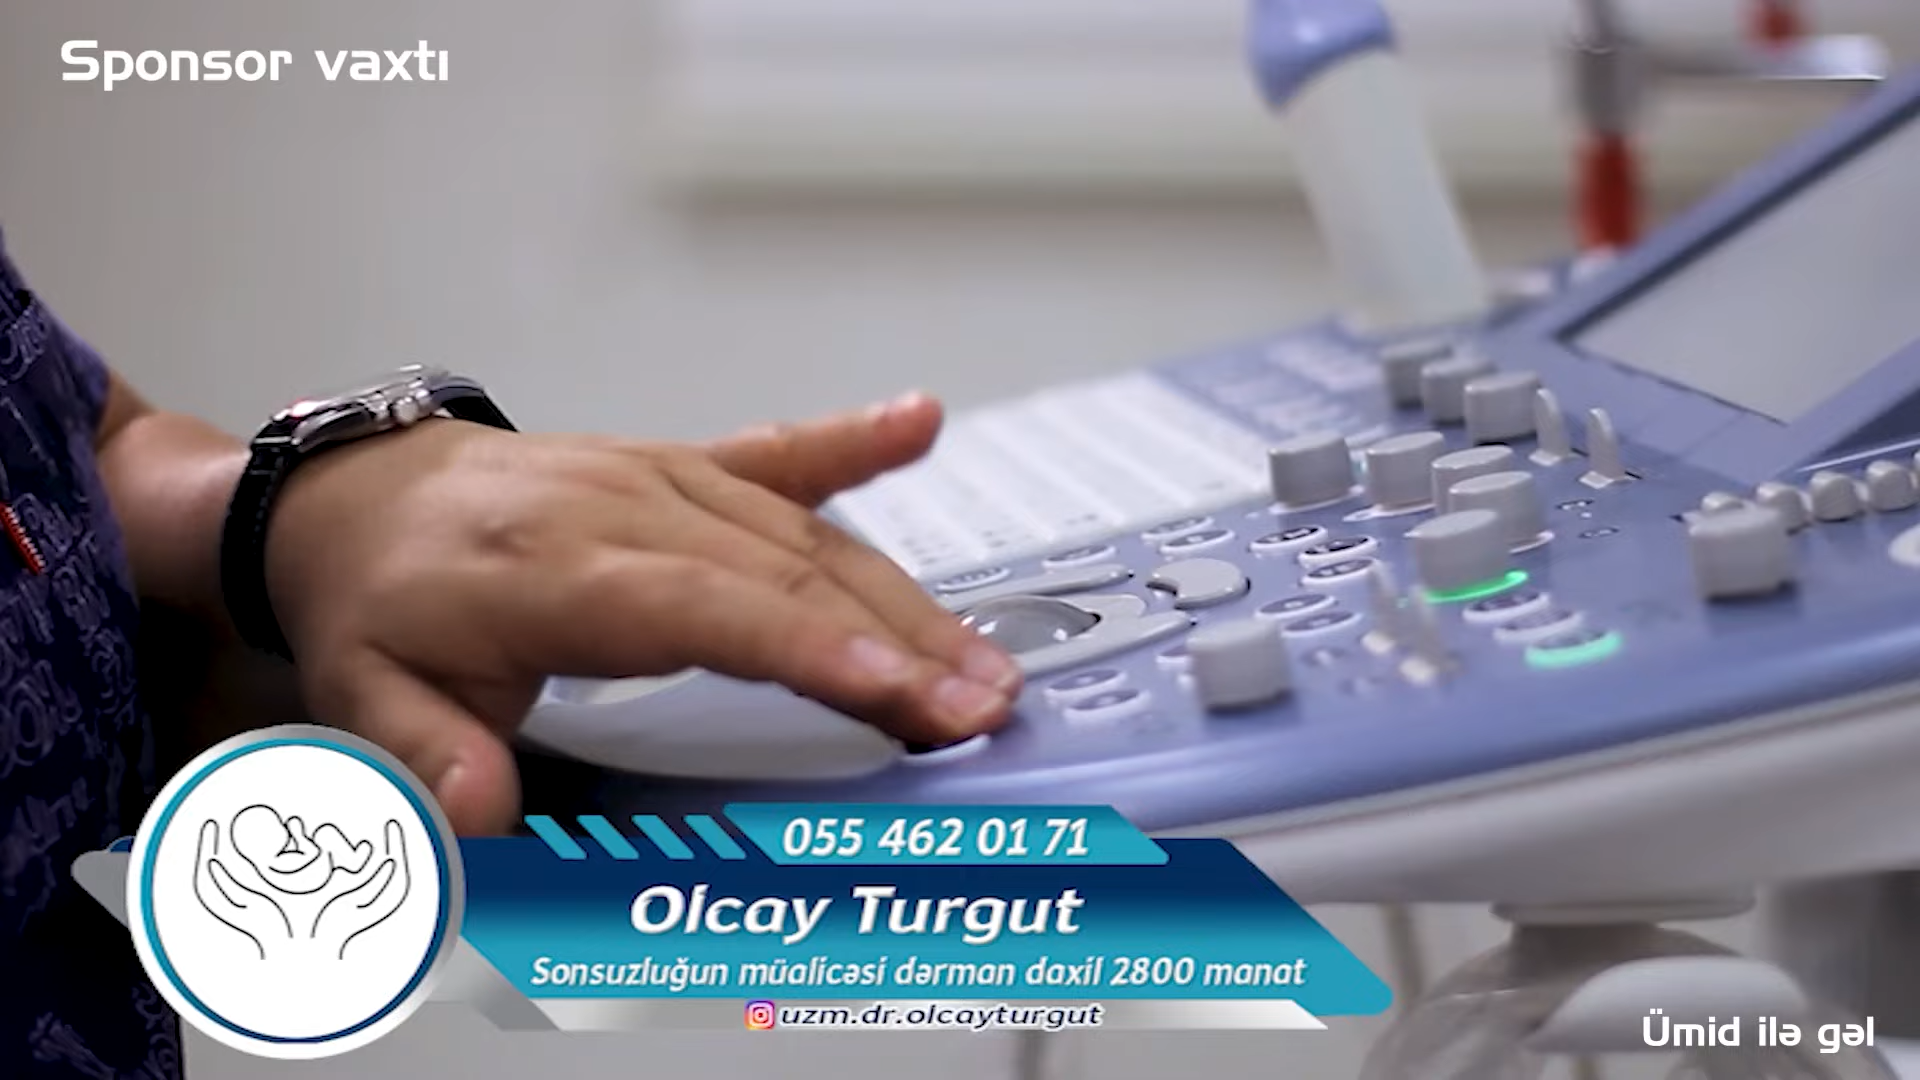 Sponsor vaxtı
055 462 01 71
Olcay Turgut
Sonsuzluğun müalicəsi dərman daxil 2800 manat
uzm.dr.olcayturgut
Ümid ilə gəl